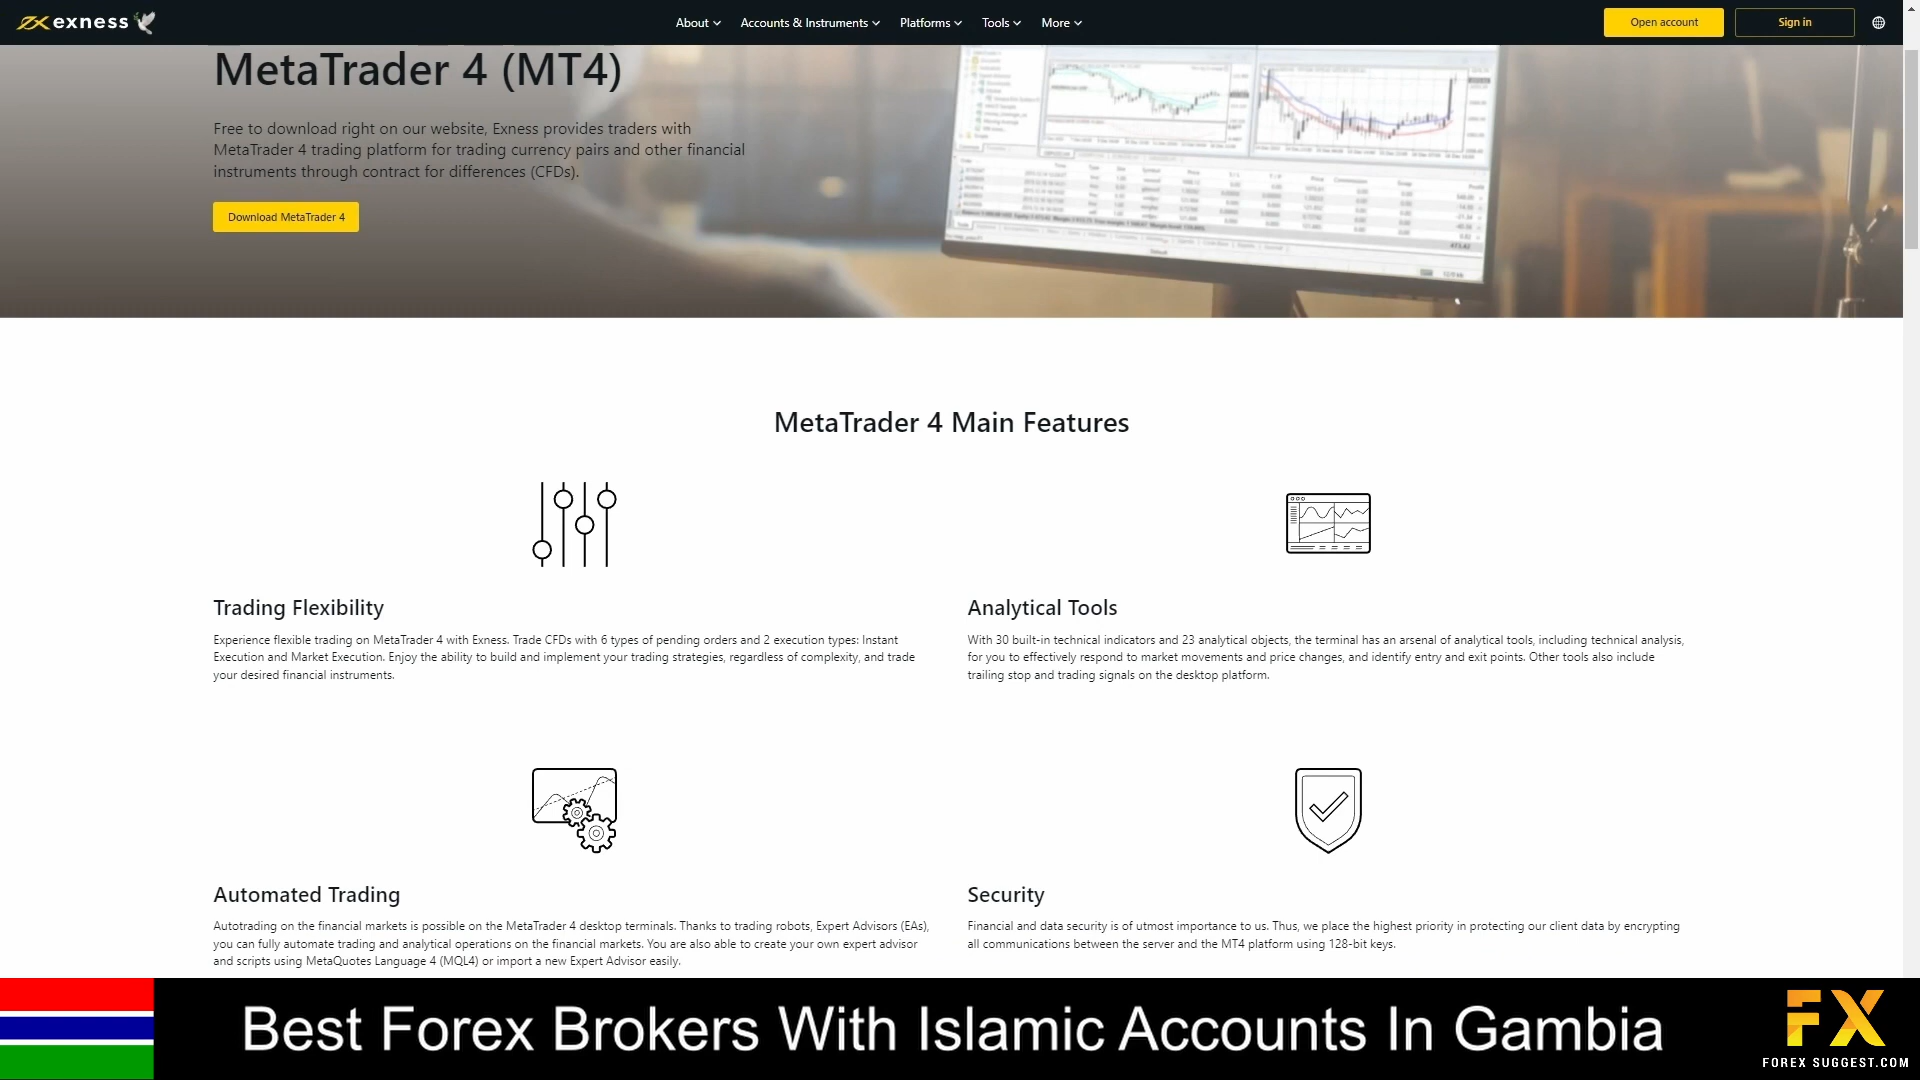 exness
About
Accounts & Instruments
Platforms
Tools
More
Open account
Sign in
MetaTrader 4 (MT4)
Free to download right on our website, Exness provides traders with
MetaTrader 4 trading platform for trading currency pairs and other financial
instruments through contract for differences (CFDs).
Download MetaTrader 4
MetaTrader 4 Main Features
Trading Flexibility
Experience flexible trading on MetaTrader 4 with Exness. Trade CFDs with 6 types of pending orders and 2 execution types: Instant
Execution and Market Execution. Enjoy the ability to build and implement your trading strategies, regardless of complexity, and trade
your desired financial instruments.
Analytical Tools
With 30 built-in technical indicators and 23 analytical objects, the terminal has an arsenal of analytical tools, including technical analysis,
for you to effectively respond to market movements and price changes, and identify entry and exit points. Other tools also include
trailing stop and trading signals on the desktop platform.
Automated Trading
Autotrading on the financial markets is possible on the MetaTrader 4 desktop terminals. Thanks to trading robots, Expert Advisors (EAs),
you can fully automate trading and analytical operations on the financial markets. You are also able to create your own expert advisor
and scripts using MetaQuotes Language 4 (MQL4) or import a new Expert Advisor easily.
Security
Financial and data security is of utmost importance to us. Thus, we place the highest priority in protecting our client data by encrypting
all communications between the server and the MT4 platform using 128-bit keys.
Best Forex Brokers With Islamic Accounts In Gambia
FX
FOREX SUGGEST.COM